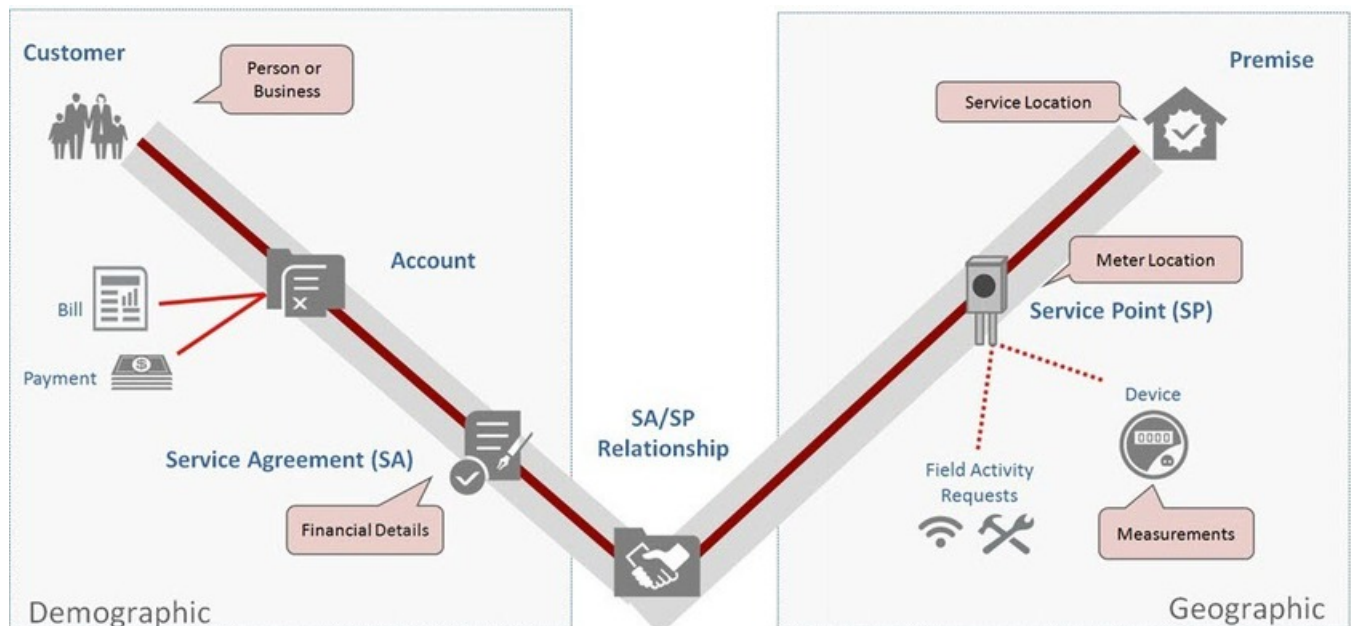 Customer
Person or
Business
Account
Bill
Payment
Service Agreement (SA)
Financial Details
Demographic
SA/SP
Relationship
Premise
Service Location
Meter Location
Service Point (SP)
Device
0000
Field Activity
Requests
Measurements
Geographic